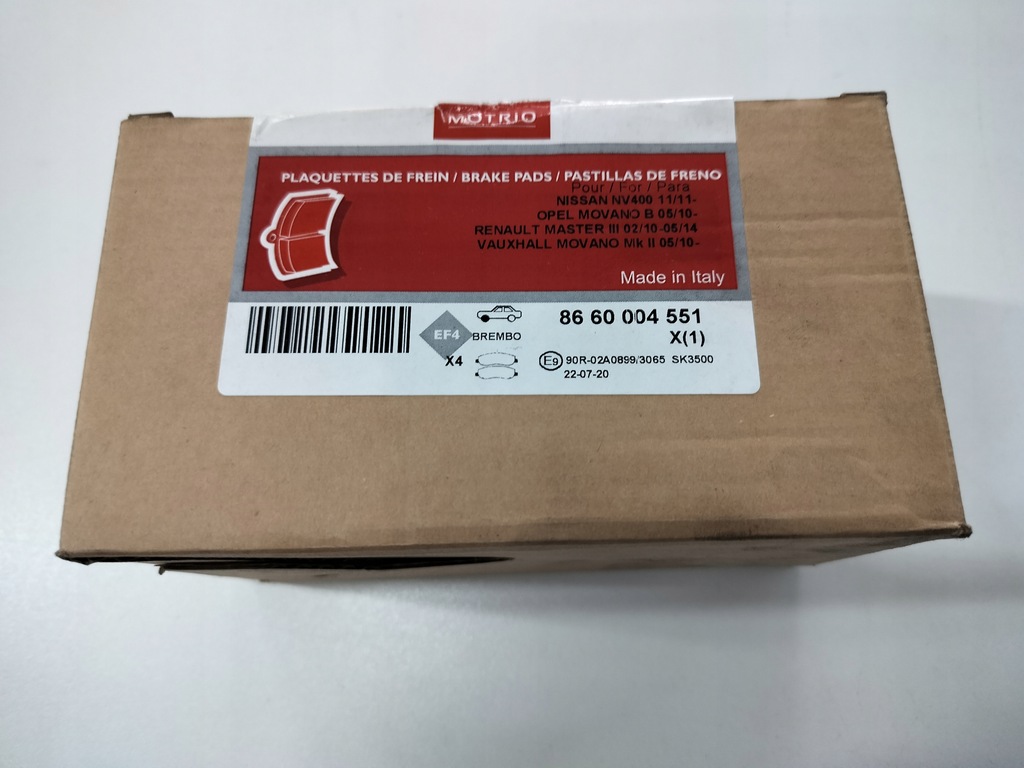 MOTRIO
PLAQUETTES DE FREIN / BRAKE PADS / PASTILLAS DE FRENO
Pour / For / Para
NISSAN NV400 11/11-
OPEL MOVANO B 05/10-
RENAULT MASTER III 02/10-05/14
VAUXHALL MOVANO Mk II 05/10-
Made in Italy
EF4
BREMBO
86 60 004 551
X(1)
X4
E9 90R-02A0899/3065 SK3500
22-07-20